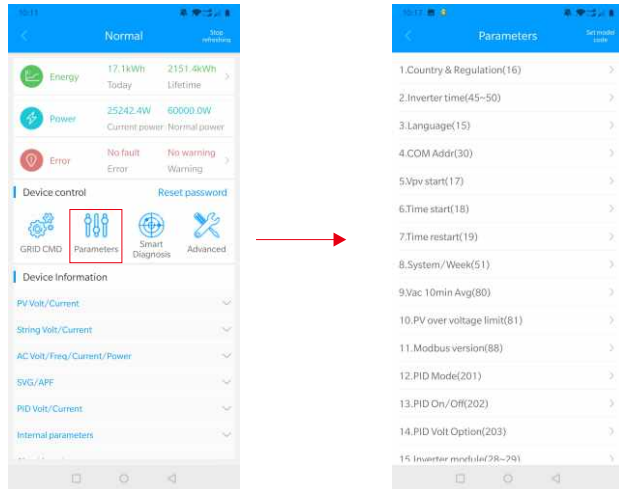 10:11
Normal
Stop
refreshing
Energy
17.1kWh
2151.4kWh
Today
Lifetime
Power
25242.4W
60000.0W
Current power
Normal power
Error
No fault
No warning
Error
Warning
Device control
Reset password
GRID CMD
Parameters
Smart
Diagnosis
Advanced
Device Information
PV Volt/Current
String Volt/Current
AC Volt/Freq/Current/Power
SVG/APF
PID Volt/Current
Internal parameters
10:17
Parameters
Set model
code
1.Country & Regulation(16)
2.Inverter time(45~50)
3.Language(15)
4.COM Addr(30)
5.Vpv start(17)
6.Time start(18)
7.Time restart(19)
8.System/Week(51)
9.Vac 10min Avg(80)
10.PV over voltage limit(81)
11.Modbus version(88)
12.PID Mode(201)
13.PID On/Off(202)
14.PID Volt Option(203)
15.Inverter module(28~29)